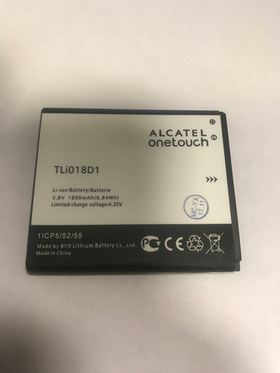 ALCATEL
onetouch
TLi018D1
Li-ion Battery/Batterie
3.8V 1800mAh(6.84Wh)
Limited charge voltage:4.35V
1ICP5/52/55
Made by BYD Lithium Battery Co., Ltd
Made in China